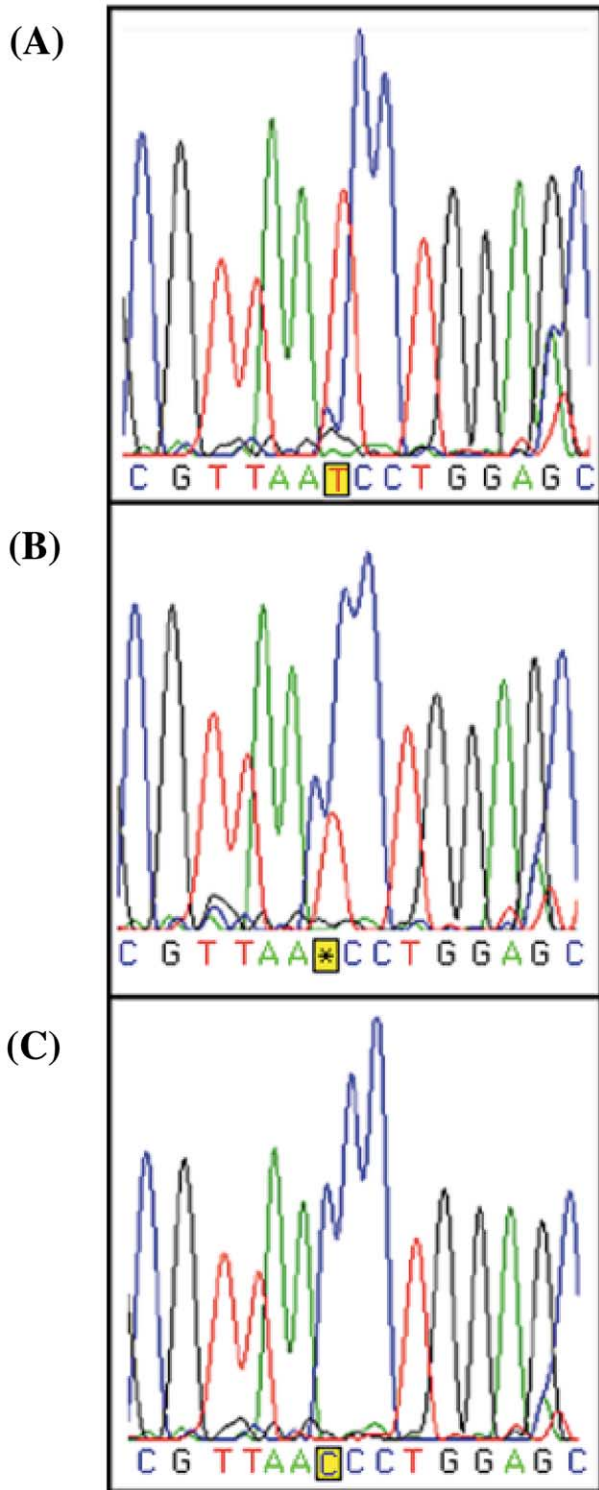 (A)
C G T T A A T C C T G G A G C
(B)
C G T T A A * C C T G G A G C
(C)
C G T T A A C C C T G G A G C